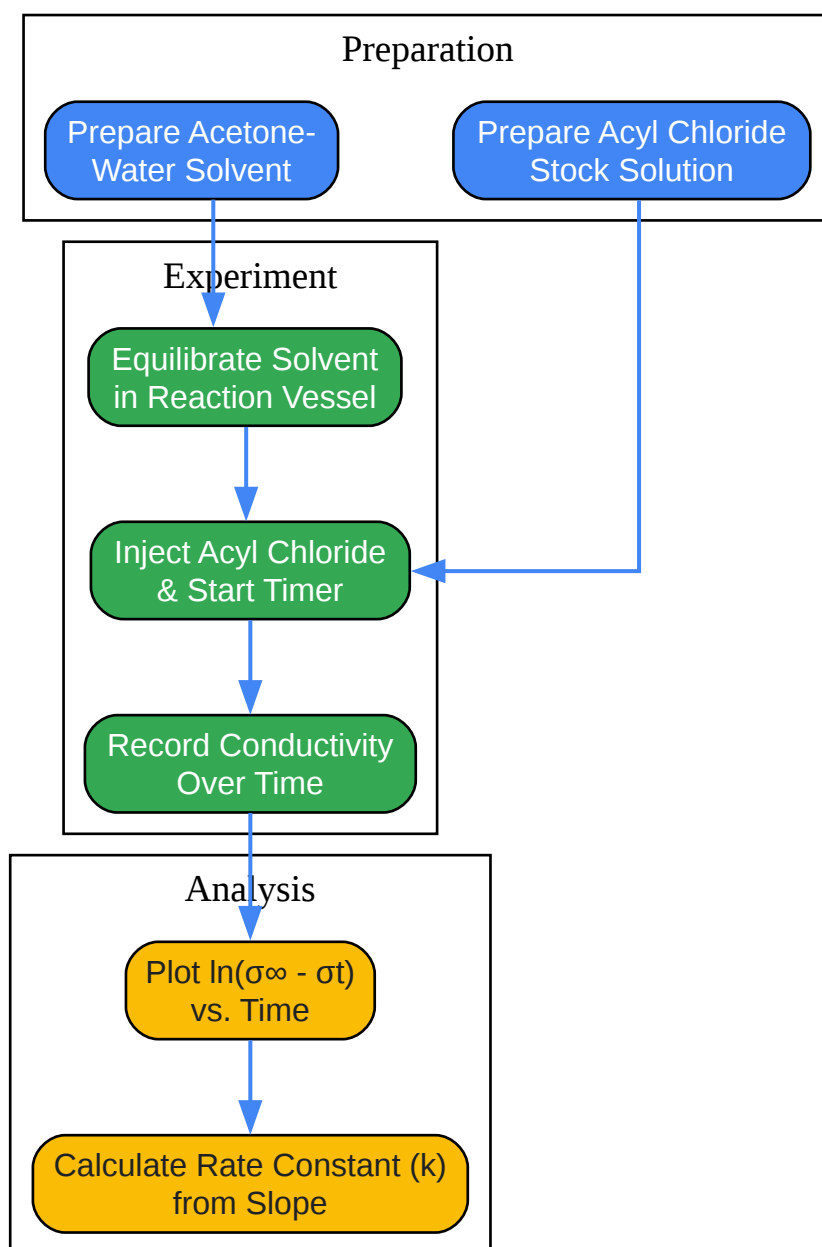 Preparation
Prepare Acetone-
Water Solvent
Prepare Acyl Chloride
Stock Solution
Experiment
Equilibrate Solvent
in Reaction Vessel
Inject Acyl Chloride
& Start Timer
Record Conductivity
Over Time
Analysis
Plot ln(σ∞ - σt)
vs. Time
Calculate Rate Constant (k)
from Slope